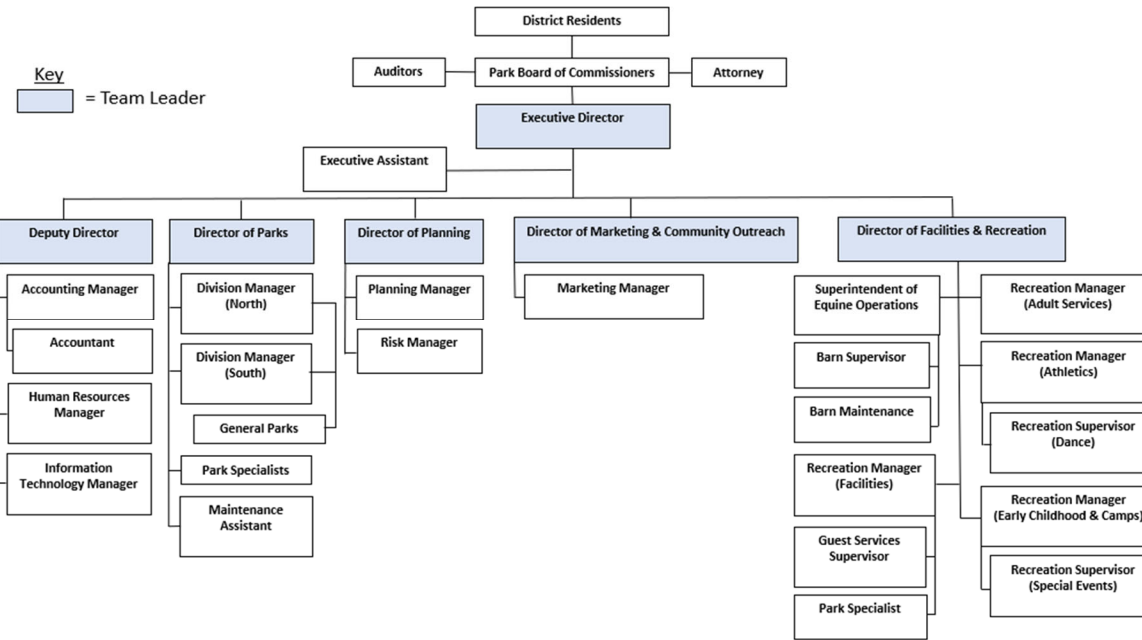 District Residents
Auditors
Park Board of Commissioners
Attorney
Key
= Team Leader
Executive Director
Executive Assistant
Deputy Director
Director of Parks
Director of Planning
Director of Marketing & Community Outreach
Director of Facilities & Recreation
Accounting Manager
Accountant
Human Resources
Manager
Information
Technology Manager
Division Manager
(North)
Division Manager
(South)
General Parks
Park Specialists
Maintenance
Assistant
Planning Manager
Risk Manager
Marketing Manager
Superintendent of
Equine Operations
Barn Supervisor
Barn Maintenance
Recreation Manager
(Facilities)
Guest Services
Supervisor
Park Specialist
Recreation Manager
(Adult Services)
Recreation Manager
(Athletics)
Recreation Supervisor
(Dance)
Recreation Manager
(Early Childhood & Camps)
Recreation Supervisor
(Special Events)